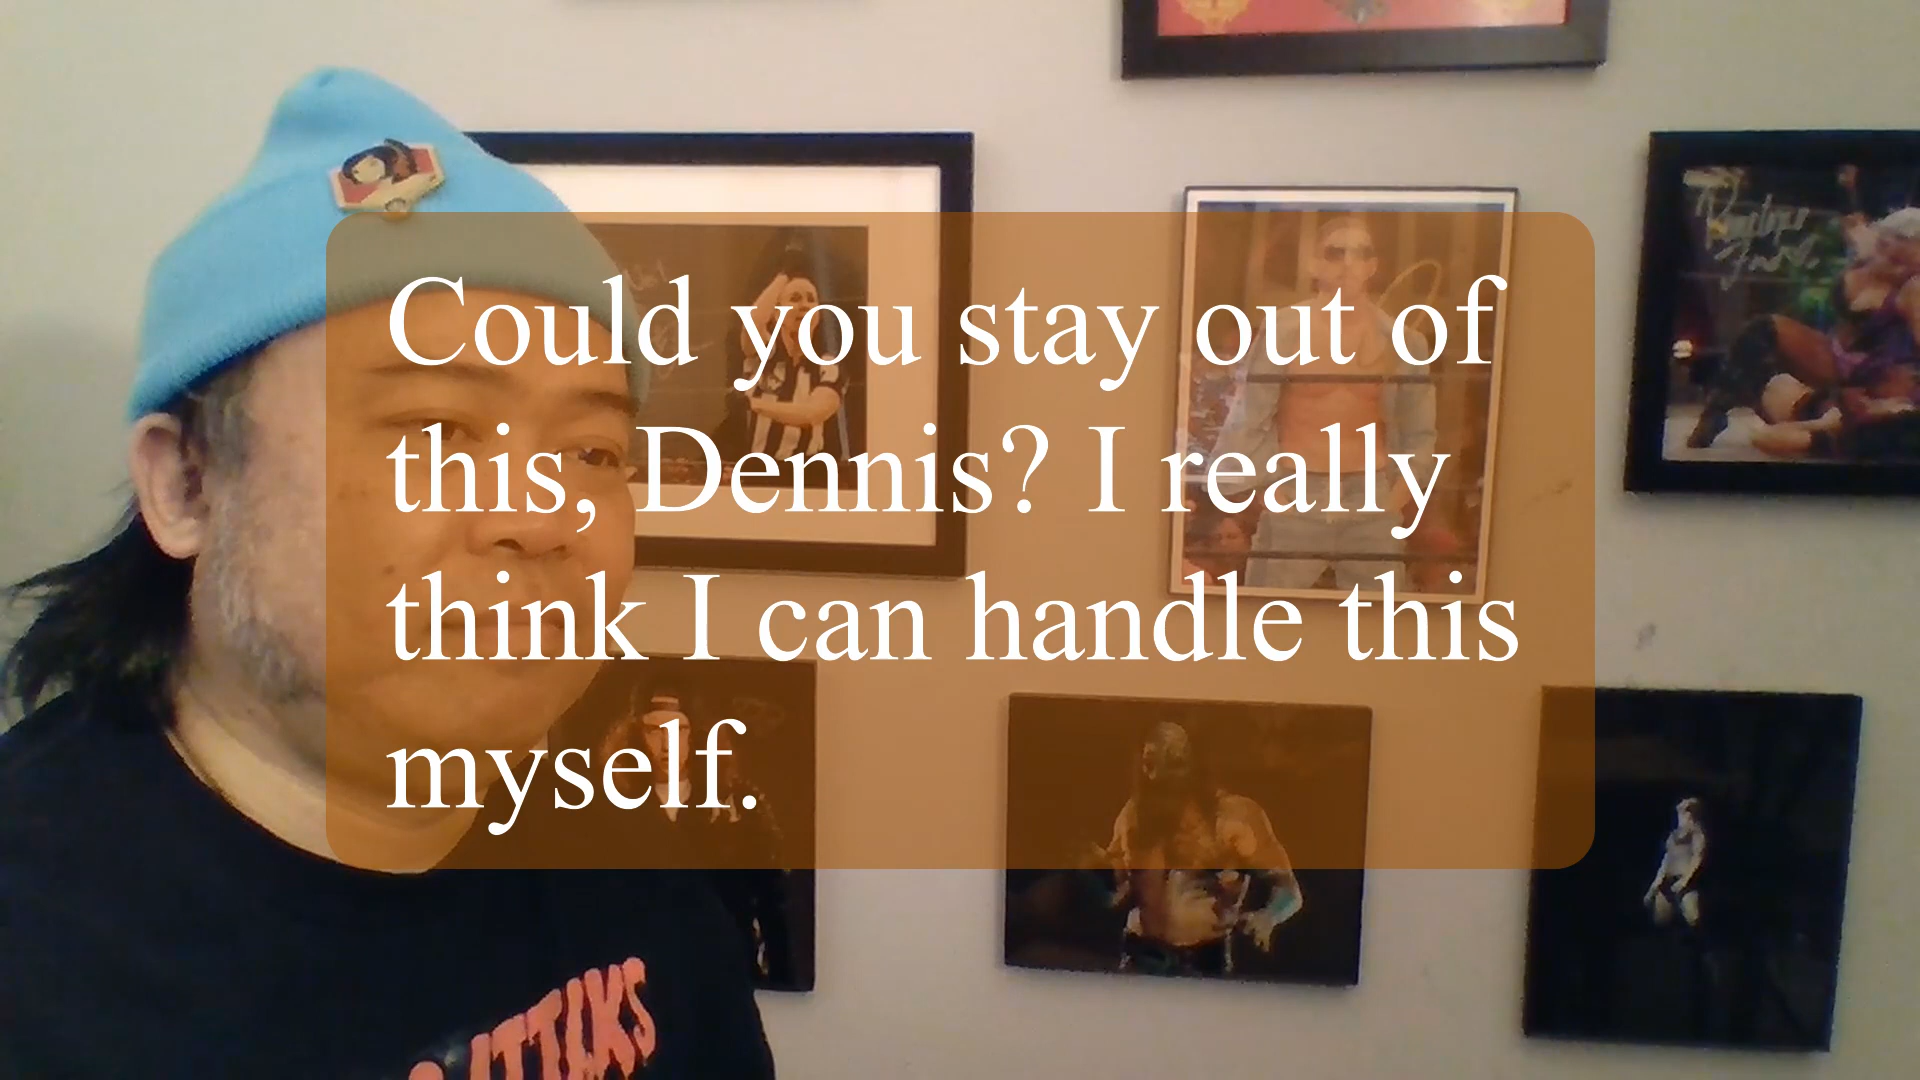 Could you stay out of
this, Dennis? I really
think I can handle this
myself.